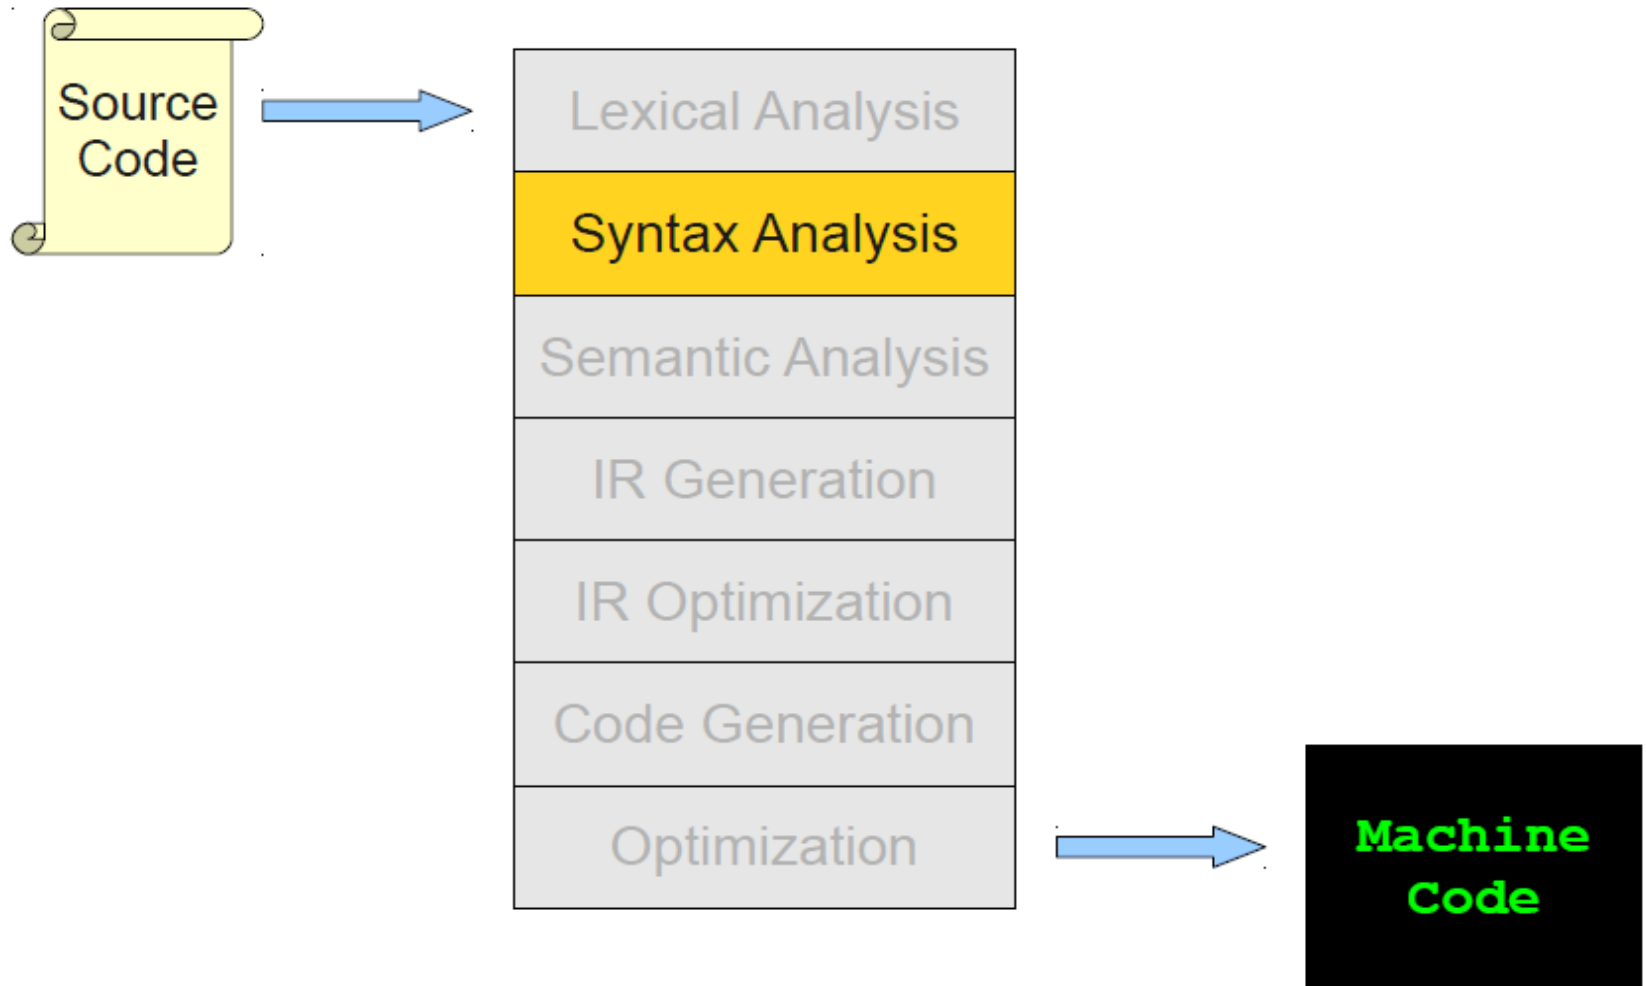 Source
Code
Lexical Analysis
Syntax Analysis
Semantic Analysis
IR Generation
IR Optimization
Code Generation
Optimization
Machine
Code